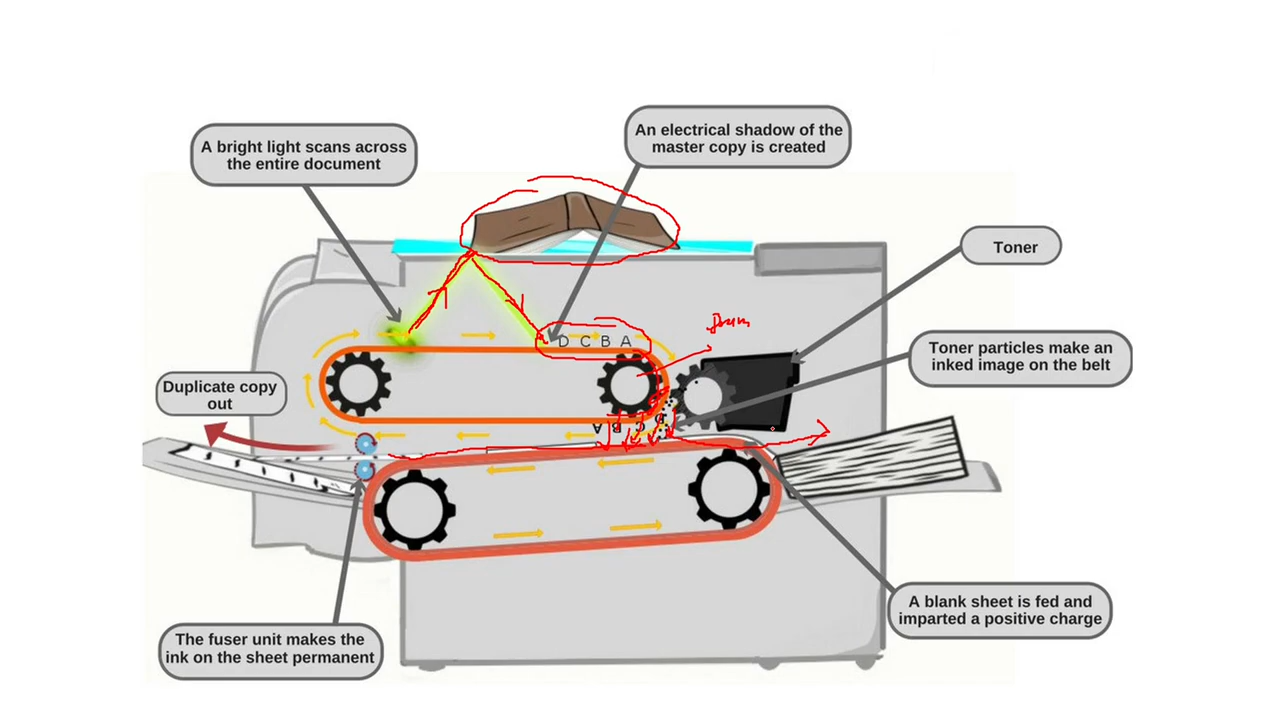 A bright light scans across
the entire document
An electrical shadow of the
master copy is created
Toner
D C B A
Drum
Toner particles make an
inked image on the belt
Duplicate copy
out
D C B A
A blank sheet is fed and
imparted a positive charge
The fuser unit makes the
ink on the sheet permanent